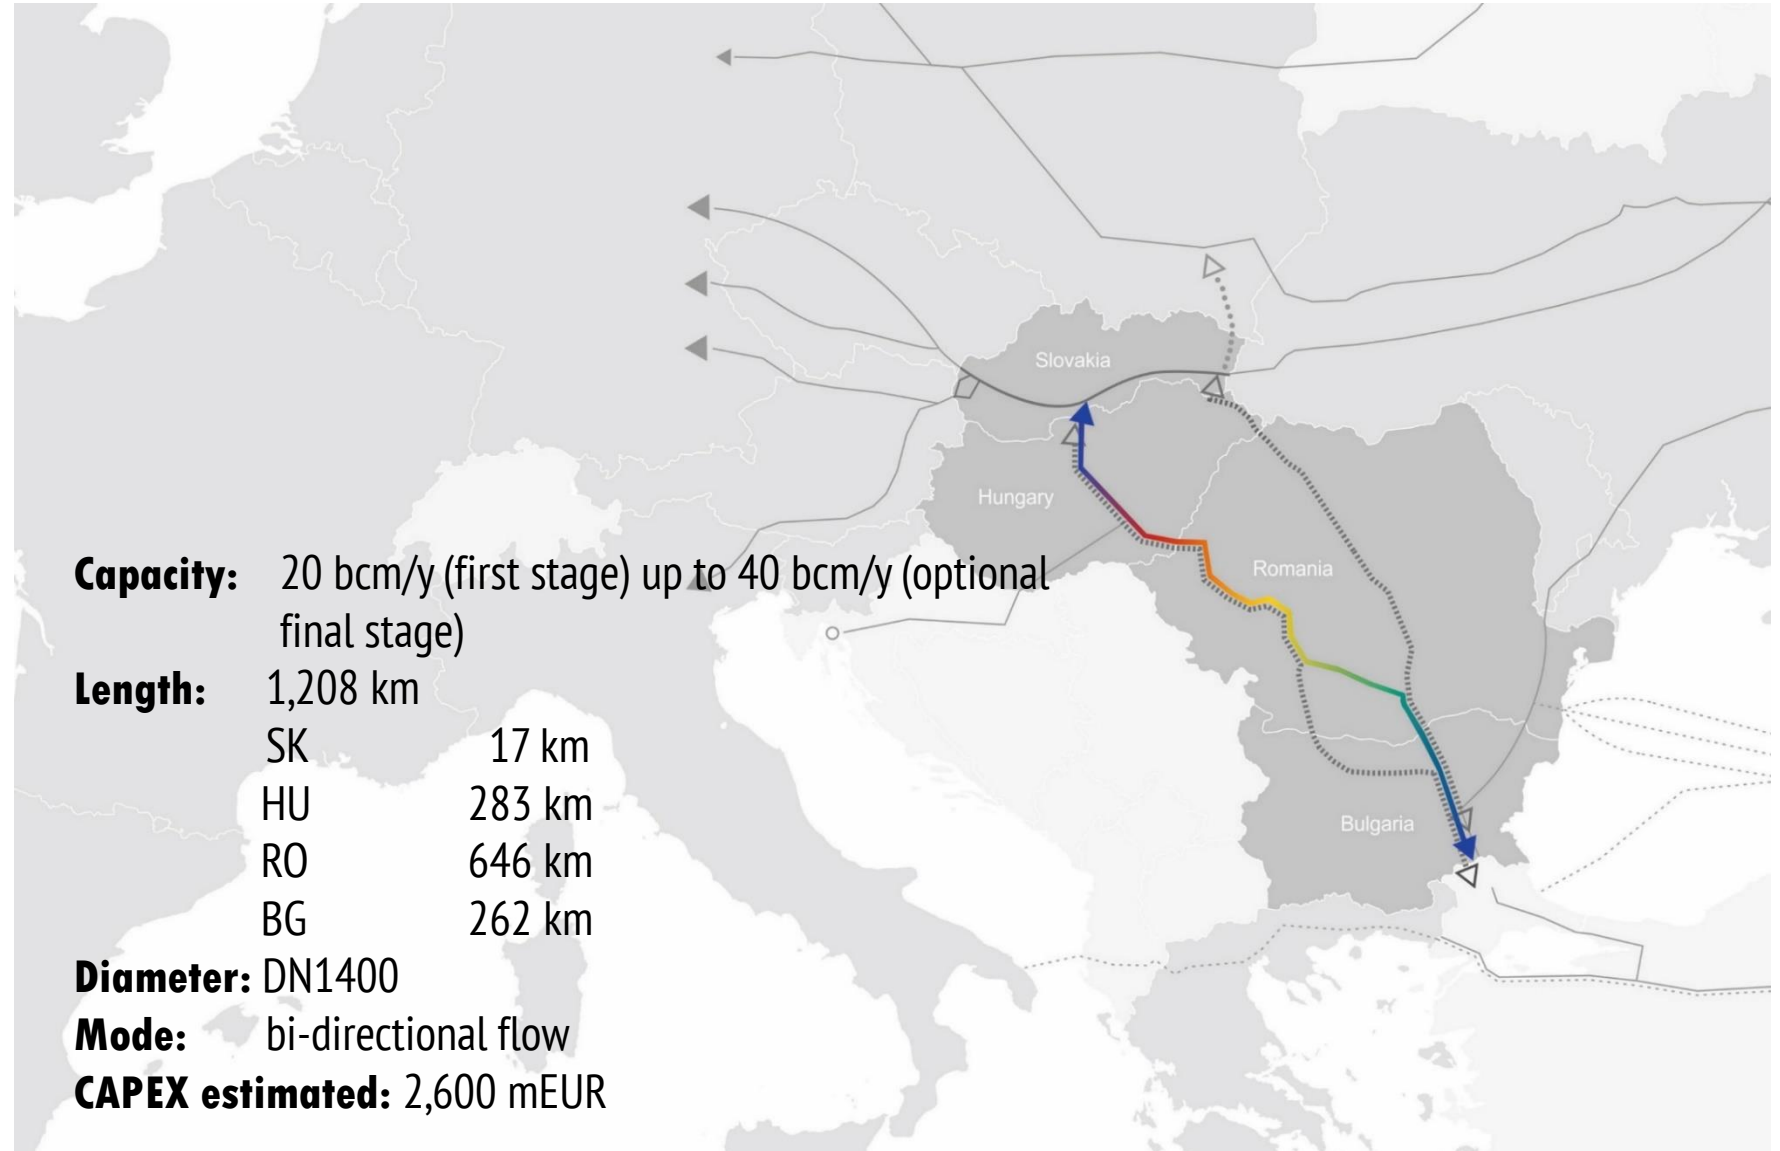 Slovakia
Hungary
Romania
Bulgaria
Capacity: 20 bcm/y (first stage) up to 40 bcm/y (optional
final stage)
Length: 1,208 km
SK 17 km
HU 283 km
RO 646 km
BG 262 km
Diameter: DN1400
Mode: bi-directional flow
CAPEX estimated: 2,600 mEUR